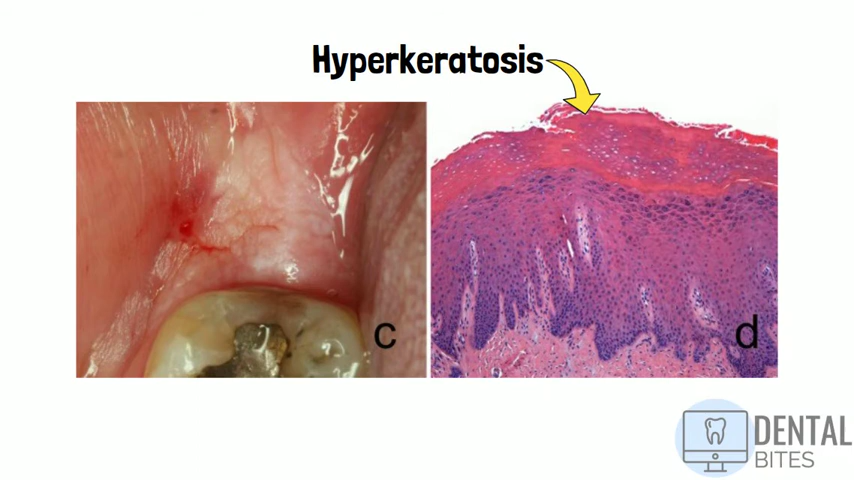 Hyperkeratosis
c
d
DENTAL
BITES